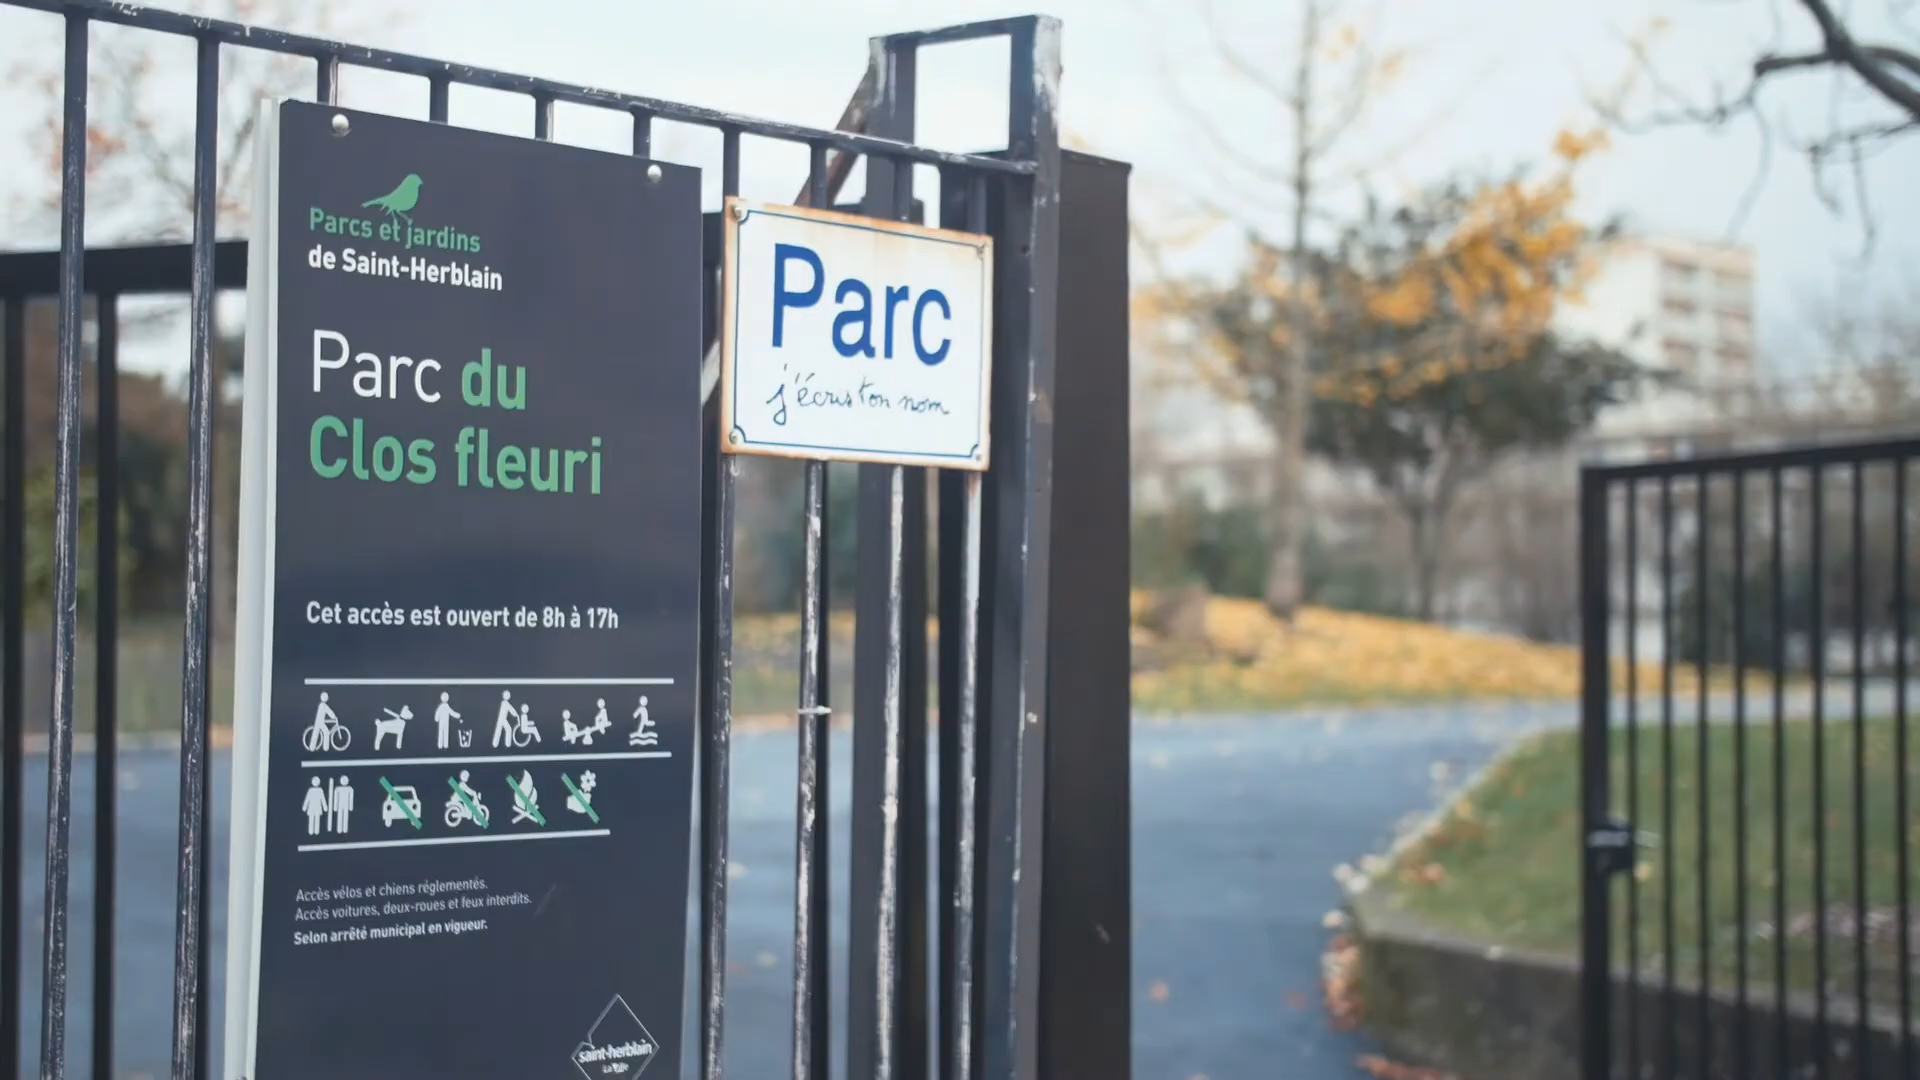 Parcs et jardins
de Saint-Herblain
Parc du
Clos fleuri
Cet accès est ouvert de 8h à 17h
Accès vélos et chiens réglementés.
Accès voitures, deux-roues et feux interdits.
Selon arrêté municipal en vigueur.
saint-herblain
La Ville
Parc
j'écris ton nom